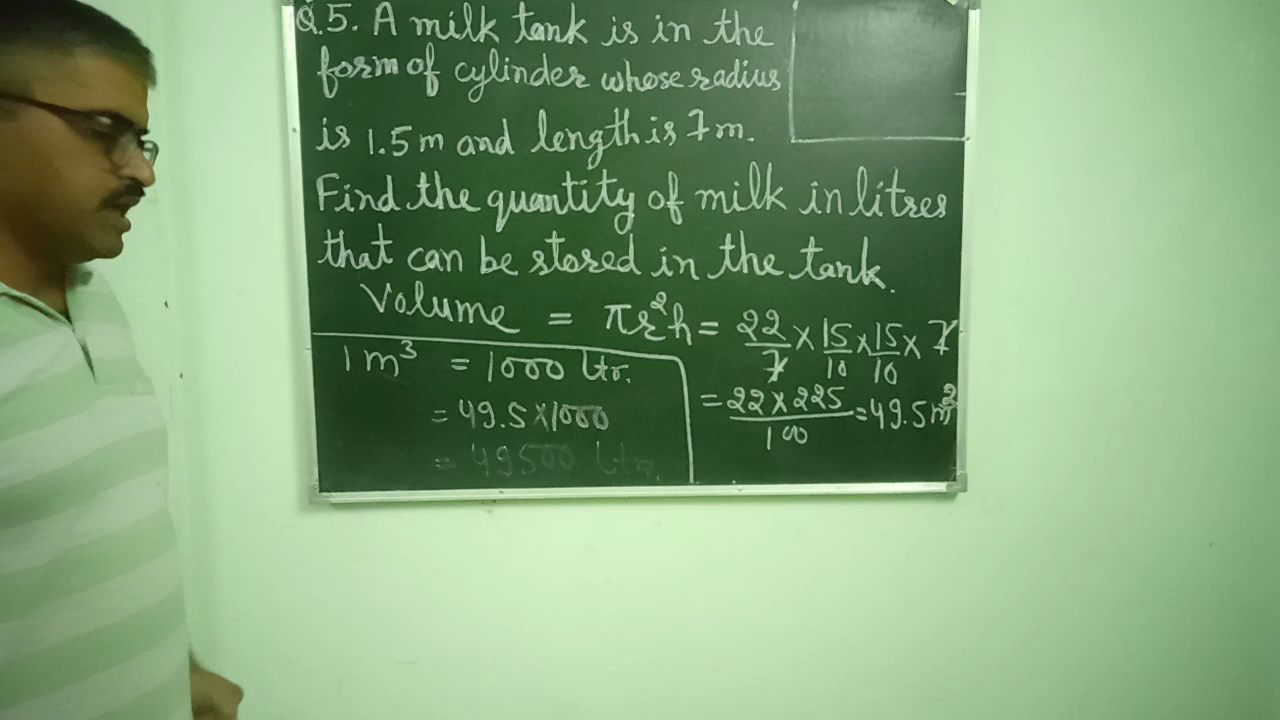 Q.5. A milk tank is in the
form of cylinder whose radius
is 1.5 m and length is 7 m.
Find the quantity of milk in litres
that can be stored in the tank.
Volume = πr²h = 22/7 × 15/10 × 15/10 × 7
= 22×225/100 = 49.5 m³
1 m³ = 1000 ltr.
= 49.5×1000
= 49500 ltr.